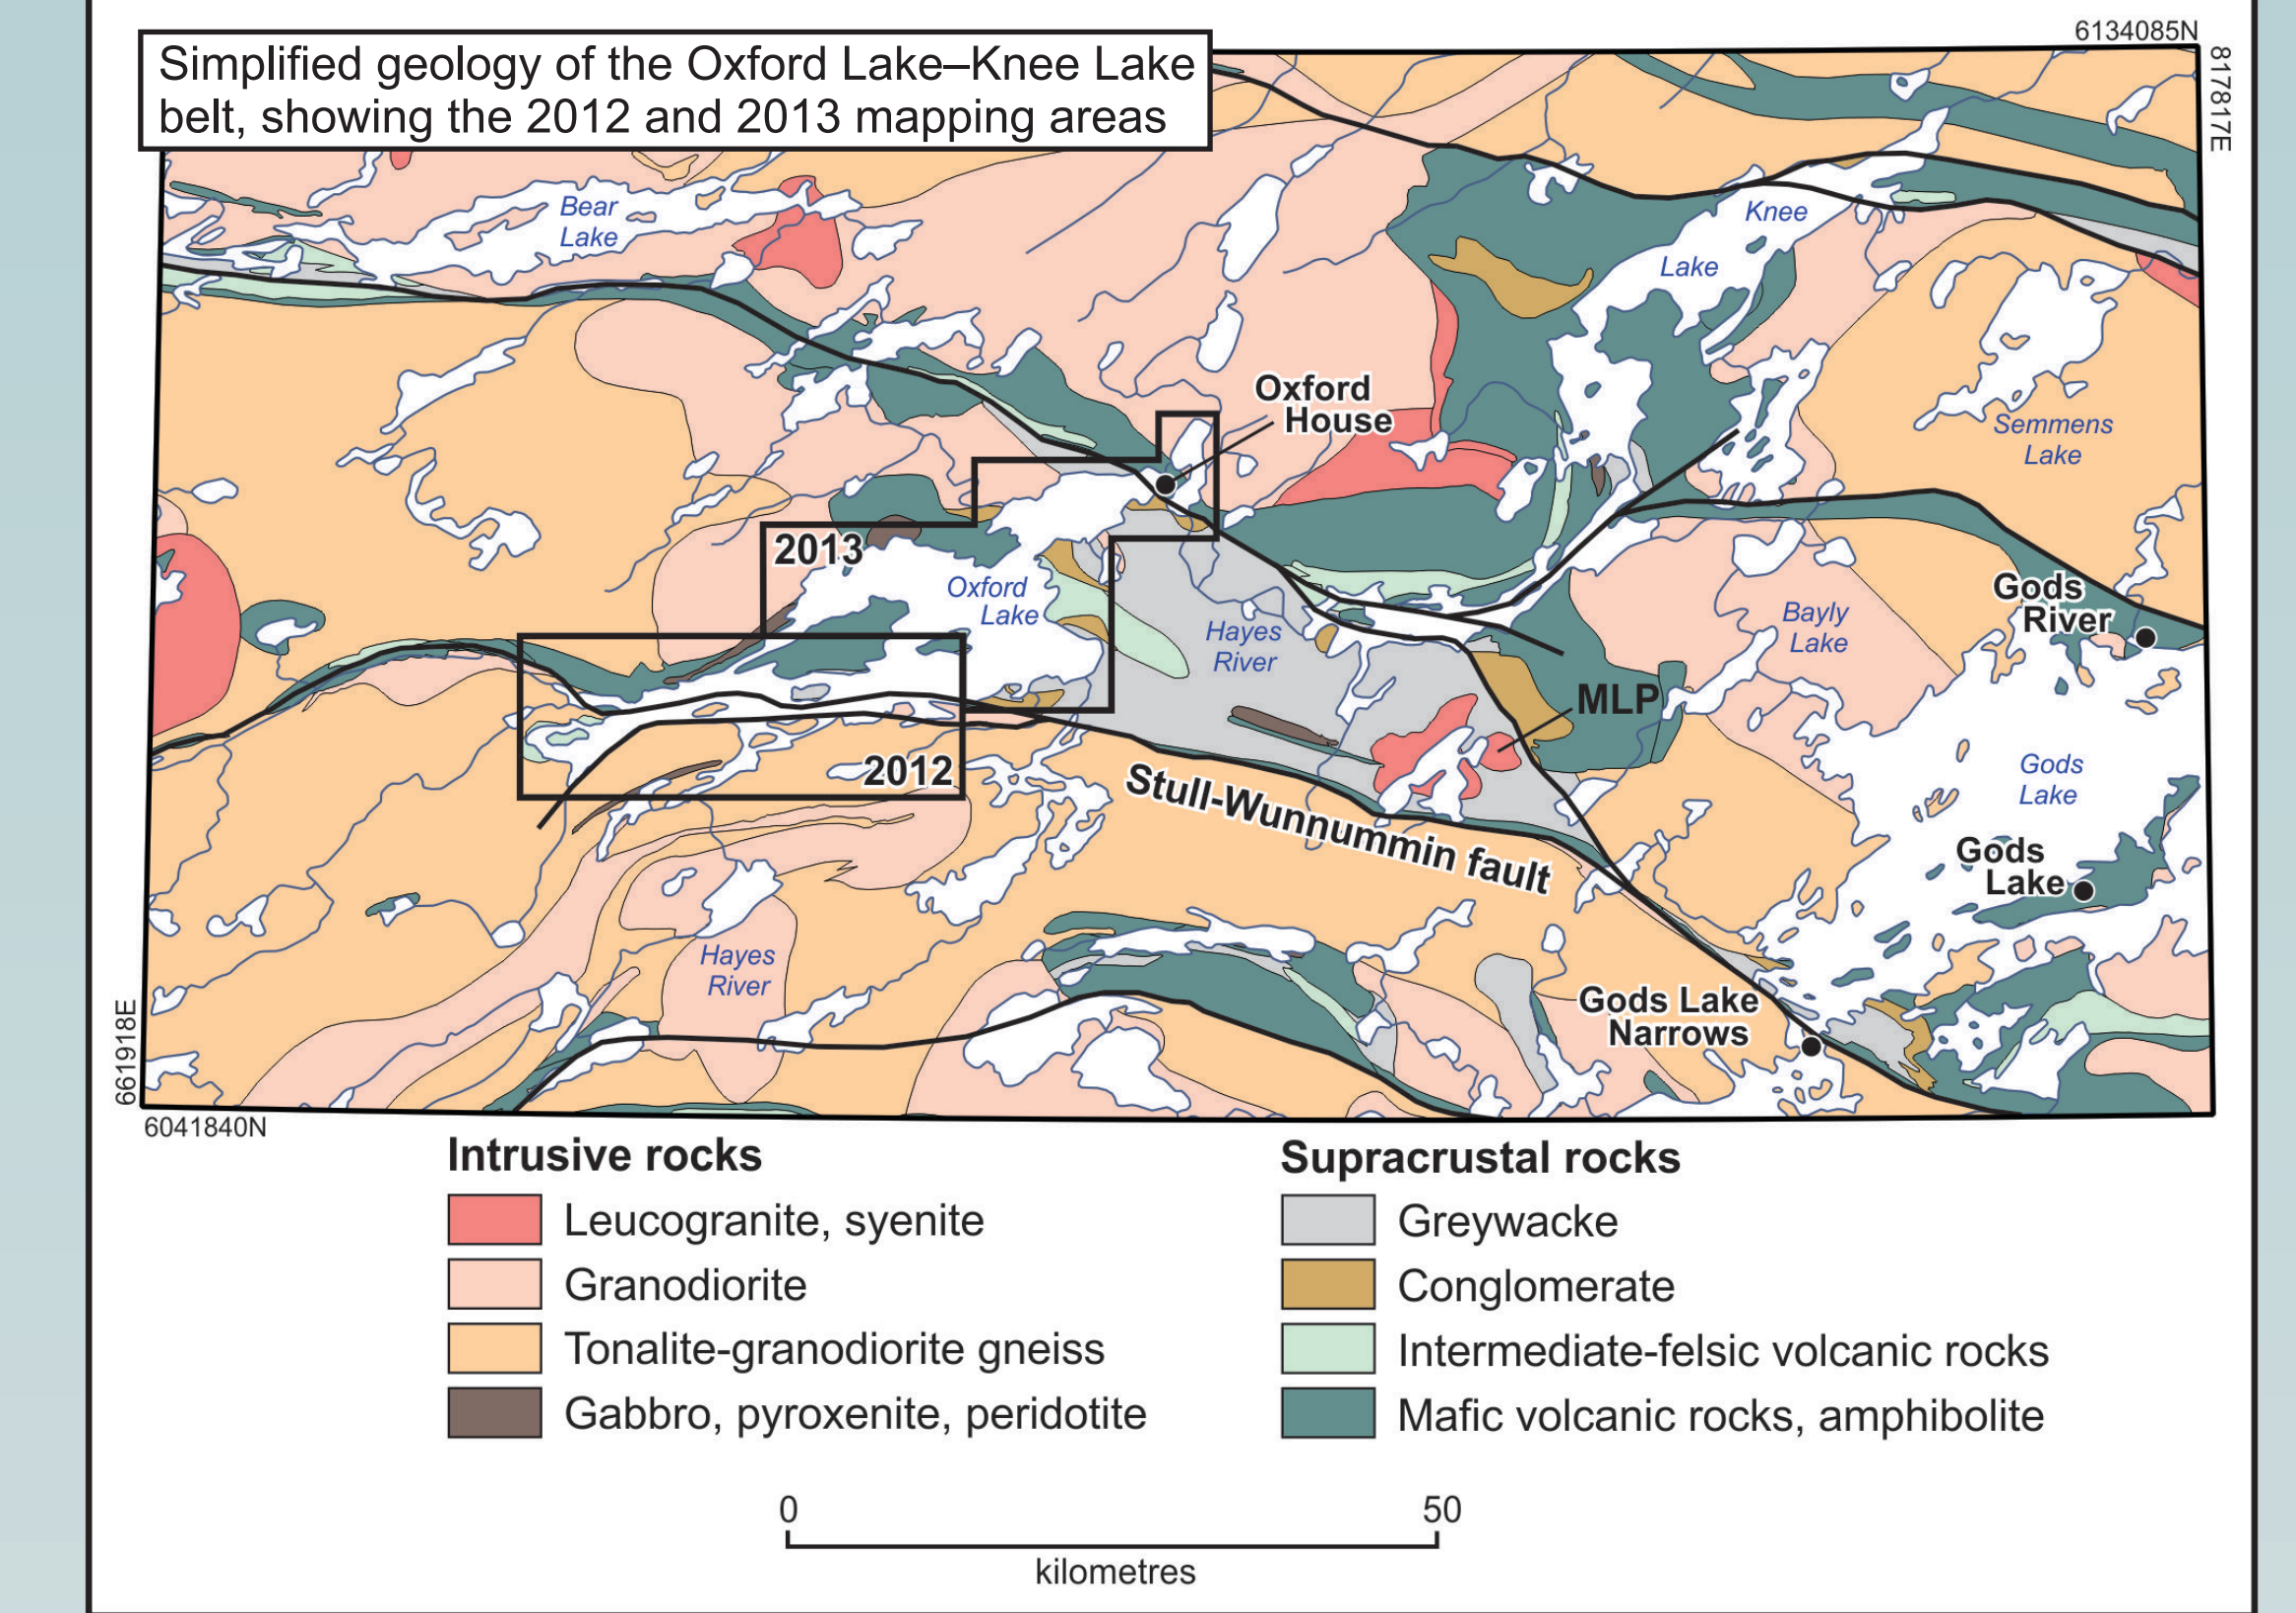 6134085N
Simplified geology of the Oxford Lake–Knee Lake
belt, showing the 2012 and 2013 mapping areas
817817E
Bear
Lake
Knee
Lake
Oxford
House
Semmens
Lake
2013
Oxford
Lake
Hayes
River
Bayly
Lake
Gods
River
MLP
2012
Stull-Wunnummin fault
Gods
Lake
Gods
Lake
Hayes
River
Gods Lake
Narrows
661918E
6041840N
Intrusive rocks
Leucogranite, syenite
Granodiorite
Tonalite-granodiorite gneiss
Gabbro, pyroxenite, peridotite
Supracrustal rocks
Greywacke
Conglomerate
Intermediate-felsic volcanic rocks
Mafic volcanic rocks, amphibolite
0 50
kilometres